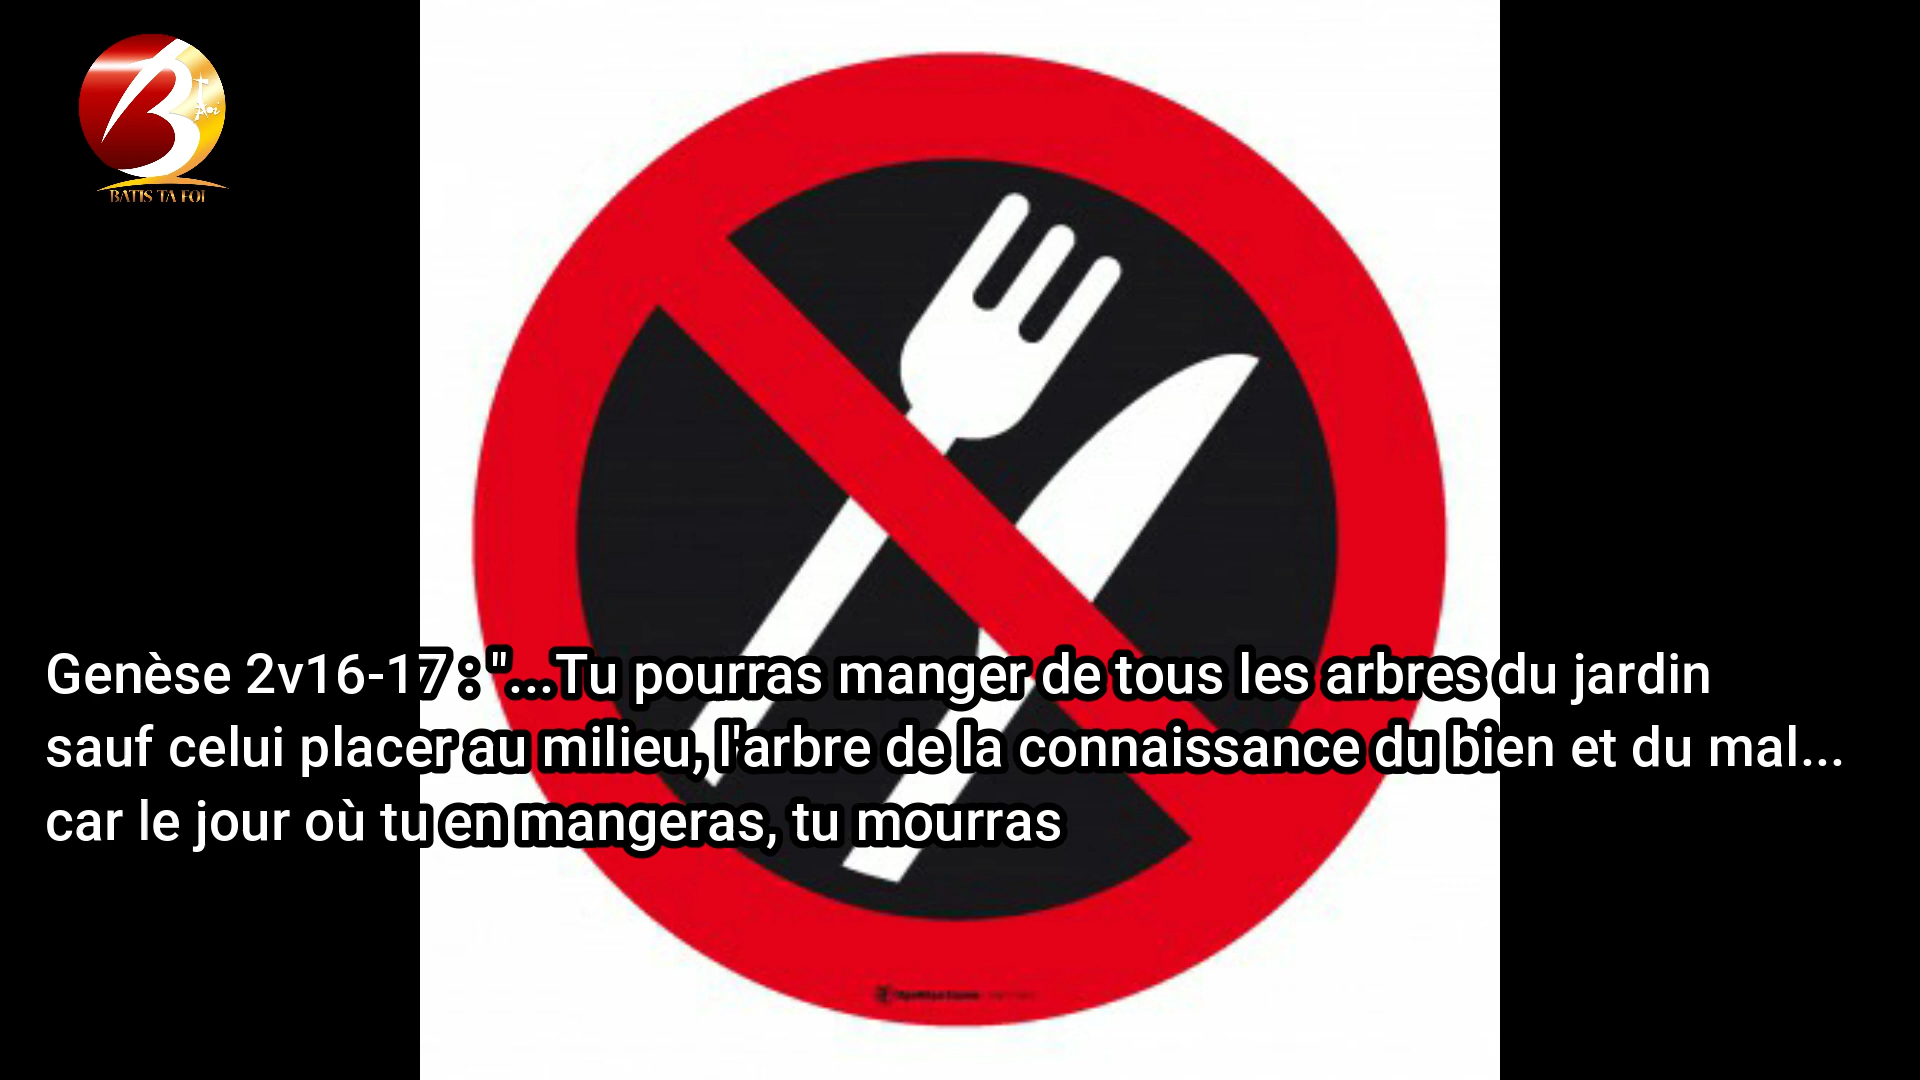 B
Foi
BATIS TA FOI
Genèse 2v16-17: "...Tu pourras manger de tous les arbres du jardin
sauf celui placer au milieu, l'arbre de la connaissance du bien et du mal...
car le jour où tu en mangeras, tu mourras